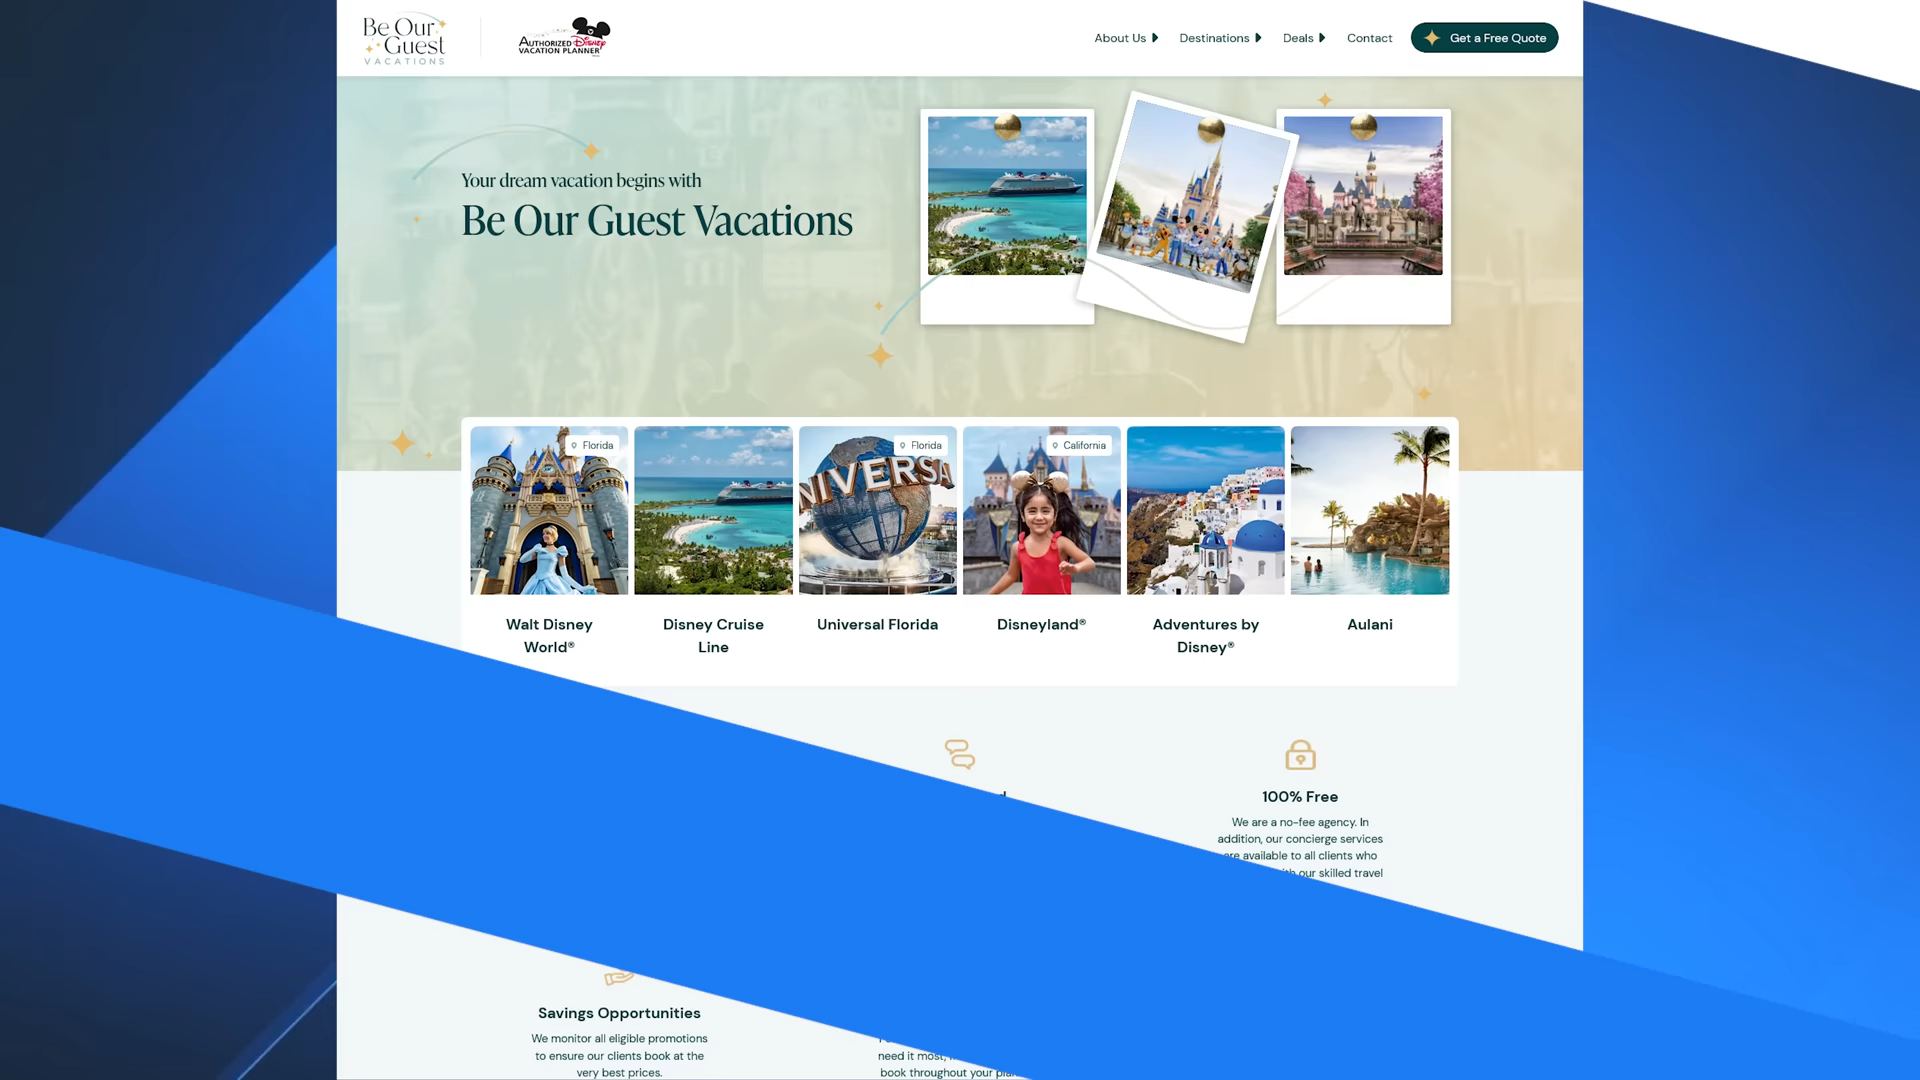 Be Our
Guest
VACATIONS
AUTHORIZED Disney
VACATION PLANNER
About Us
Destinations
Deals
Contact
Get a Free Quote
Your dream vacation begins with
Be Our Guest Vacations
Florida
Florida
California
NIVERSA
Walt Disney
World®
Disney Cruise
Line
Universal Florida
Disneyland®
Adventures by
Disney®
Aulani
100% Free
We are a no-fee agency. In
addition, our concierge services
are available to all clients who
with our skilled travel
Savings Opportunities
We monitor all eligible promotions
to ensure our clients book at the
very best prices.
need it most,
book throughout your